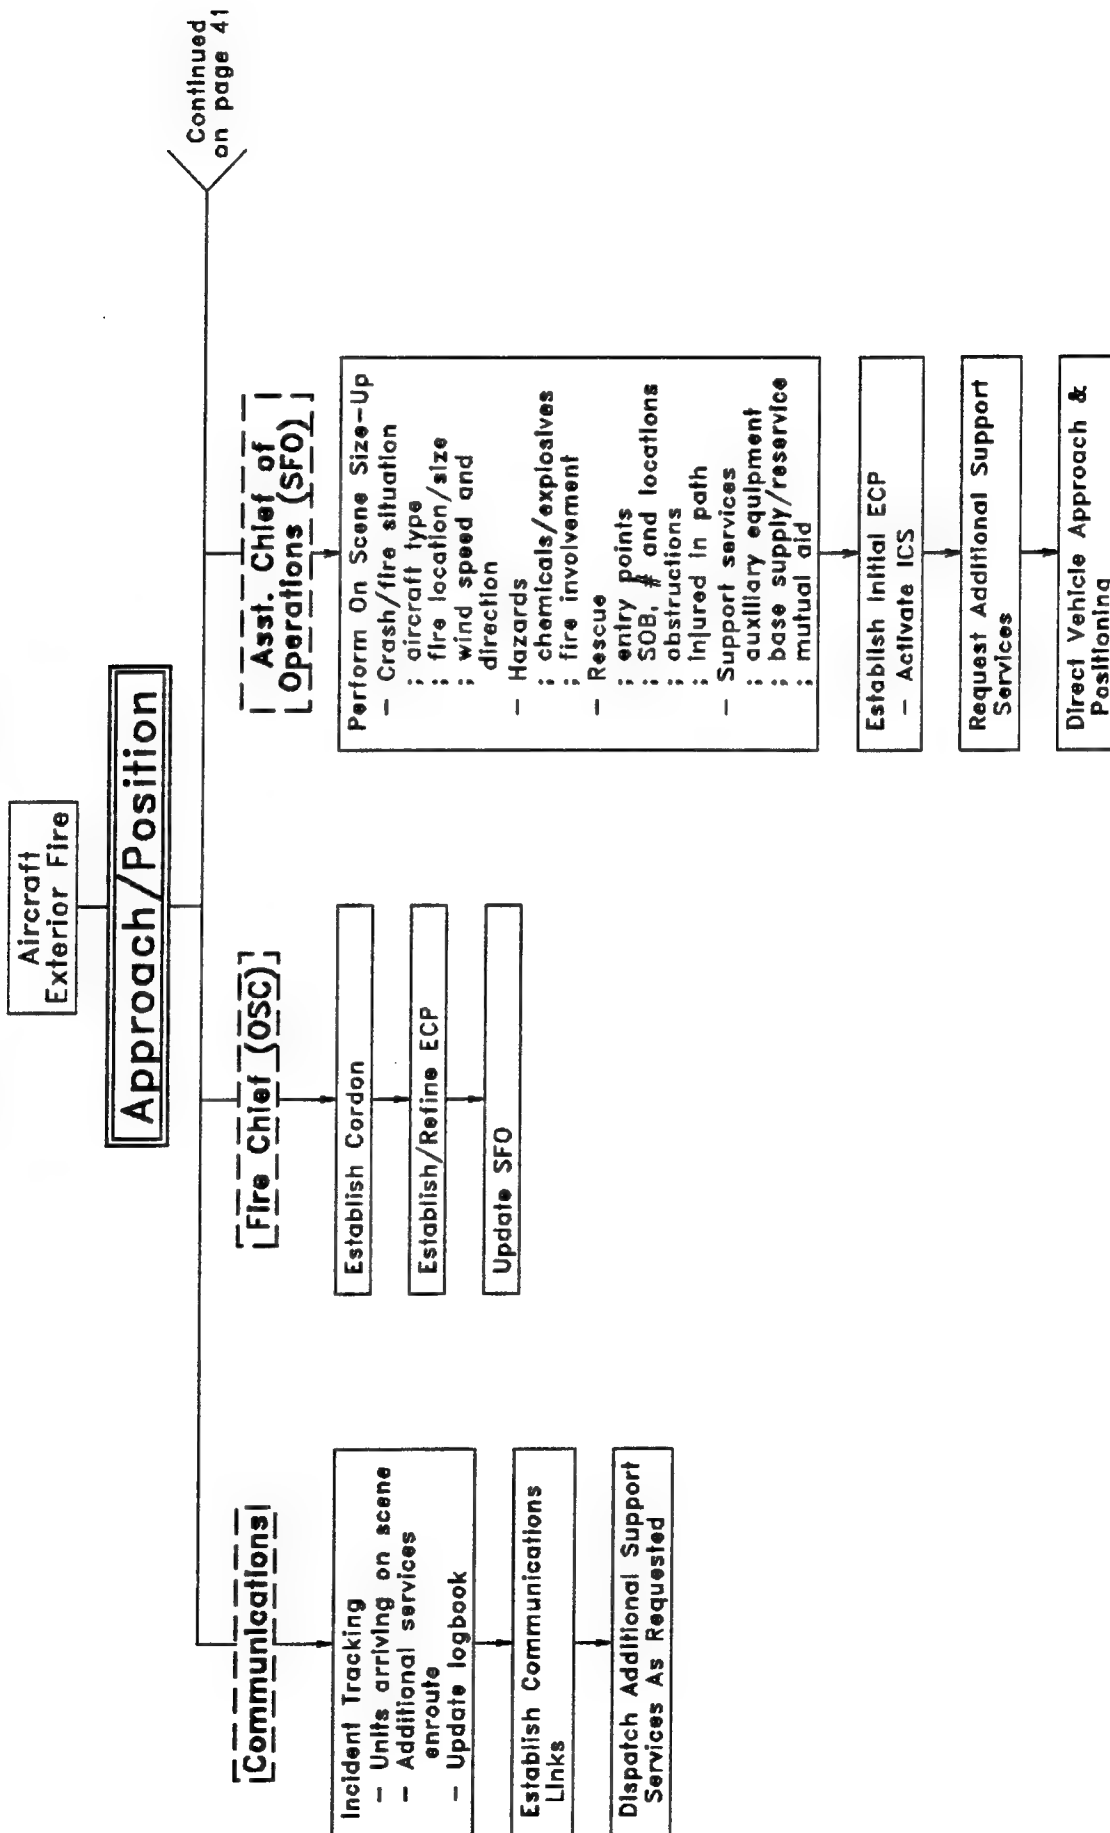 Aircraft
Exterior Fire
Approach/Position
Continued
on page 41
Communications
Incident Tracking
- Units arriving on scene
- Additional services
enroute
- Update logbook
Establish Communications
Links
Dispatch Additional Support
Services As Requested
Fire Chief (OSC)
Establish Cordon
Establish/Refine ECP
Update SFO
Asst. Chief of
Operations (SFO)
Perform On Scene Size-Up
- Crash/fire situation
; aircraft type
; fire location/size
; wind speed and
direction
- Hazards
; chemicals/explosives
; fire involvement
- Rescue
; entry points
; SOB, # and locations
; abstructions
; injured in path
- Support services
; auxiliary equipment
; base supply/reservice
; mutual aid
Establish Initial ECP
- Activate ICS
Request Additional Support
Services
Direct Vehicle Approach &
Positioning